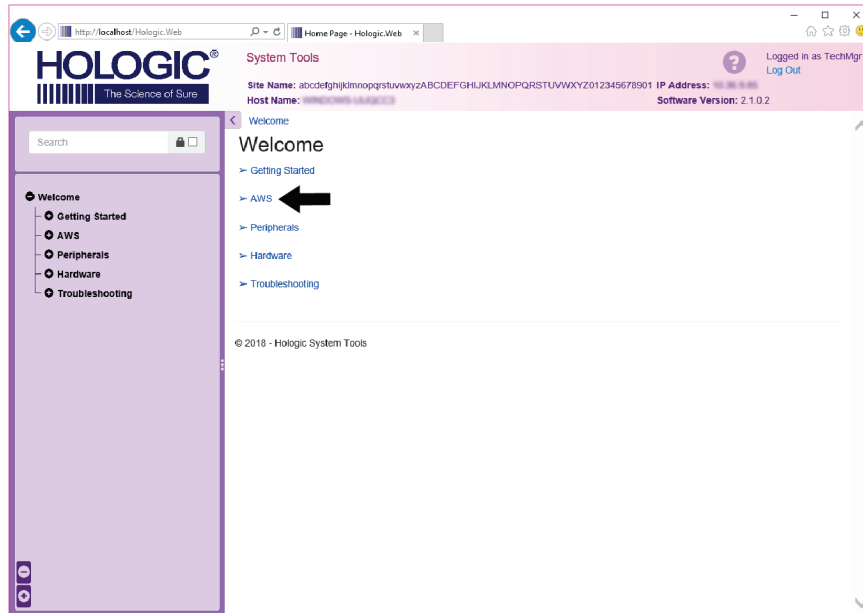 http://localhost/Hologic.Web
Home Page - Hologic.Web
HOLOGIC®
The Science of Sure
System Tools
Logged in as TechMgr
Log Out
Site Name: abcdefghijklmnopqrstuvwxyzABCDEFGHIJKLMNOPQRSTUVWXYZ012345678901 IP Address:
Host Name:
Software Version: 2.1.0.2
Search
Welcome
Getting Started
AWS
Peripherals
Hardware
Troubleshooting
Welcome
Welcome
➢ Getting Started
➢ AWS
➢ Peripherals
➢ Hardware
➢ Troubleshooting
© 2018 - Hologic System Tools